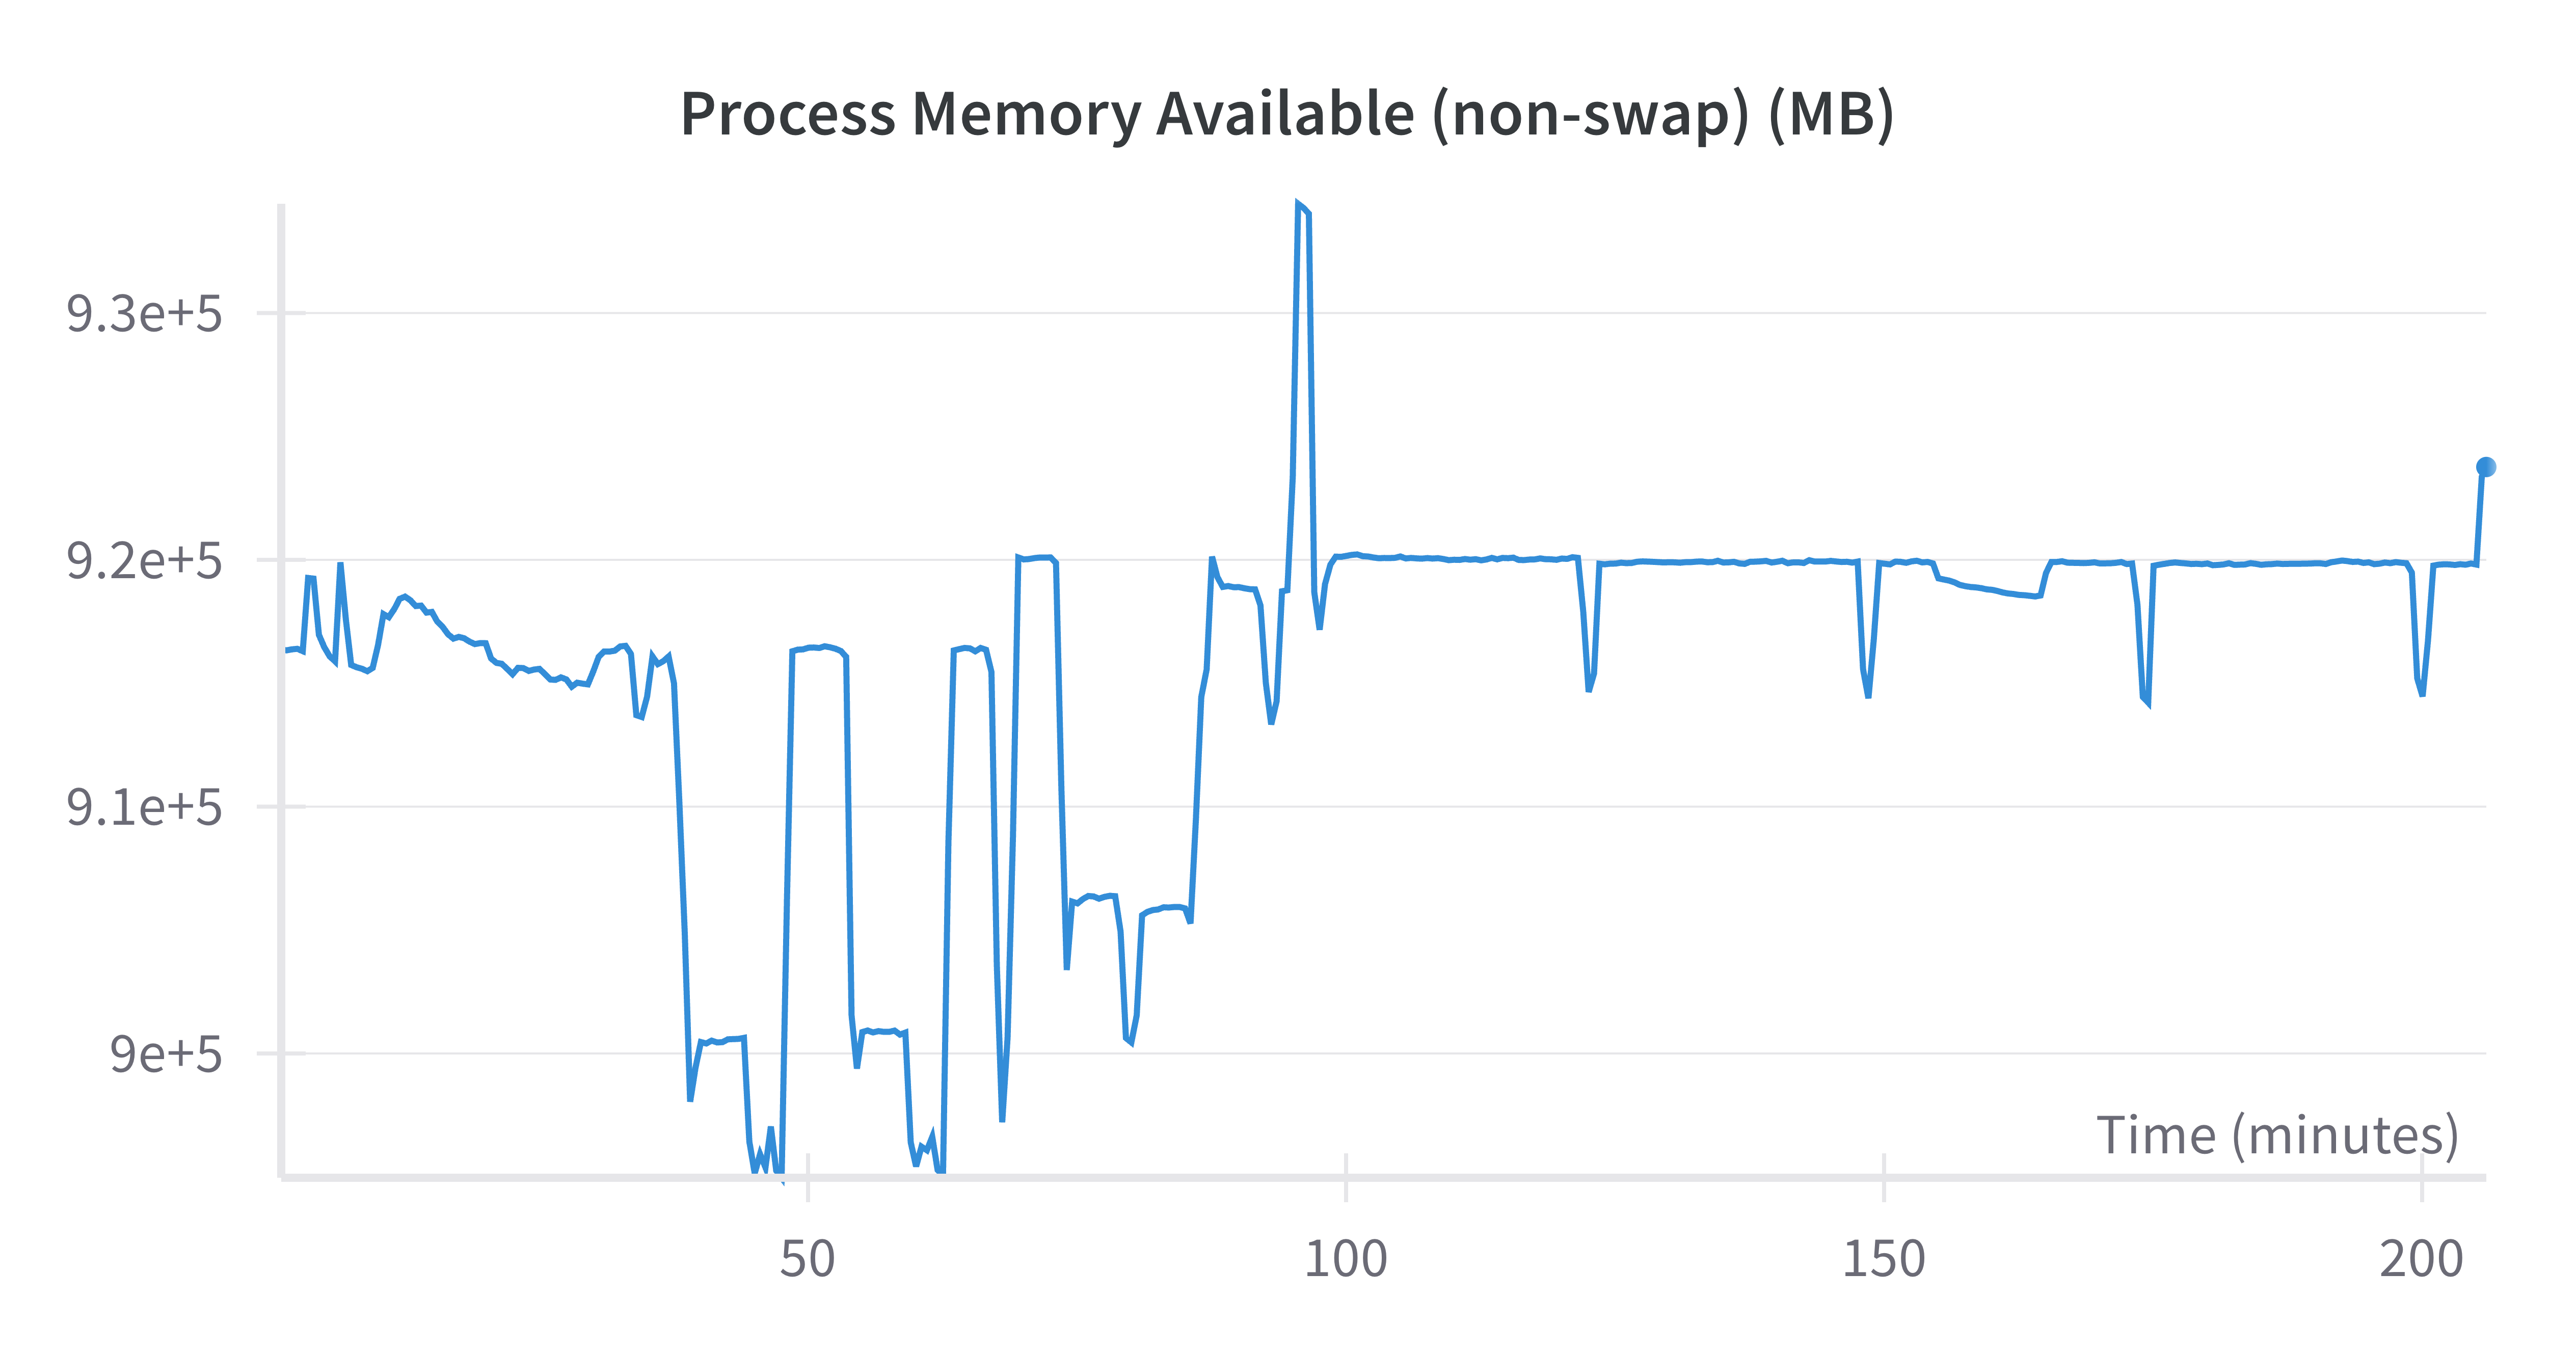 Process Memory Available (non-swap) (MB)
9.3e+5
9.2e+5
9.1e+5
9e+5
Time (minutes)
50 100 150 200